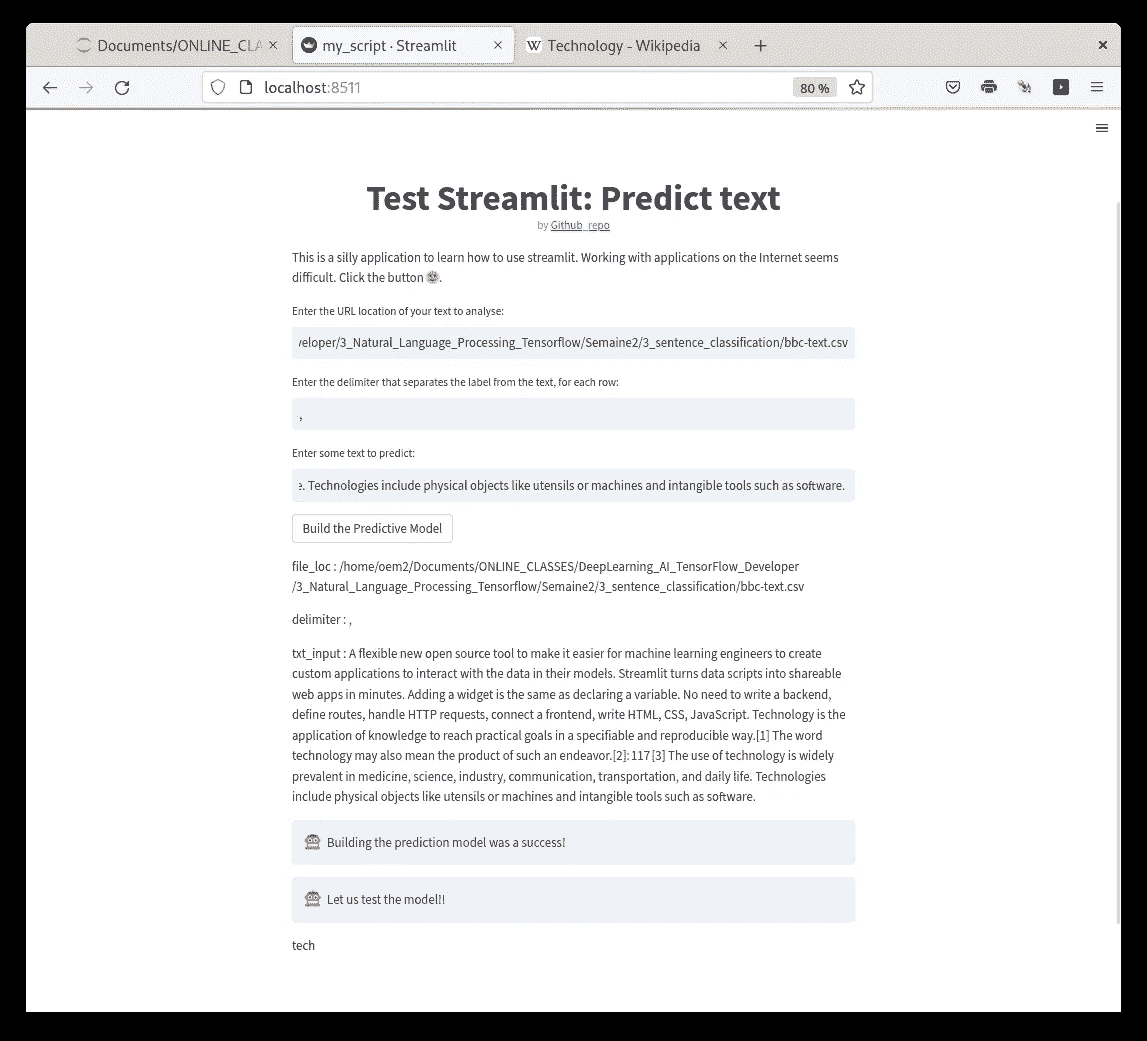 Documents/ONLINE_CLA
my_script · Streamlit
Technology - Wikipedia
localhost:8511
80 %
Test Streamlit: Predict text
by Github_repo
This is a silly application to learn how to use streamlit. Working with applications on the Internet seems
difficult. Click the button.
Enter the URL location of your text to analyse:
veloper/3_Natural_Language_Processing_Tensorflow/Semaine2/3_sentence_classification/bbc-text.csv
Enter the delimiter that separates the label from the text, for each row:
,
Enter some text to predict:
e. Technologies include physical objects like utensils or machines and intangible tools such as software.
Build the Predictive Model
file_loc : /home/oem2/Documents/ONLINE_CLASSES/DeepLearning_AI_TensorFlow_Developer
/3_Natural_Language_Processing_Tensorflow/Semaine2/3_sentence_classification/bbc-text.csv
delimiter : ,
txt_input : A flexible new open source tool to make it easier for machine learning engineers to create
custom applications to interact with the data in their models. Streamlit turns data scripts into shareable
web apps in minutes. Adding a widget is the same as declaring a variable. No need to write a backend,
define routes, handle HTTP requests, connect a frontend, write HTML, CSS, JavaScript. Technology is the
application of knowledge to reach practical goals in a specifiable and reproducible way.[1] The word
technology may also mean the product of such an endeavor.[2]: 117 [3] The use of technology is widely
prevalent in medicine, science, industry, communication, transportation, and daily life. Technologies
include physical objects like utensils or machines and intangible tools such as software.
Building the prediction model was a success!
Let us test the model!!
tech